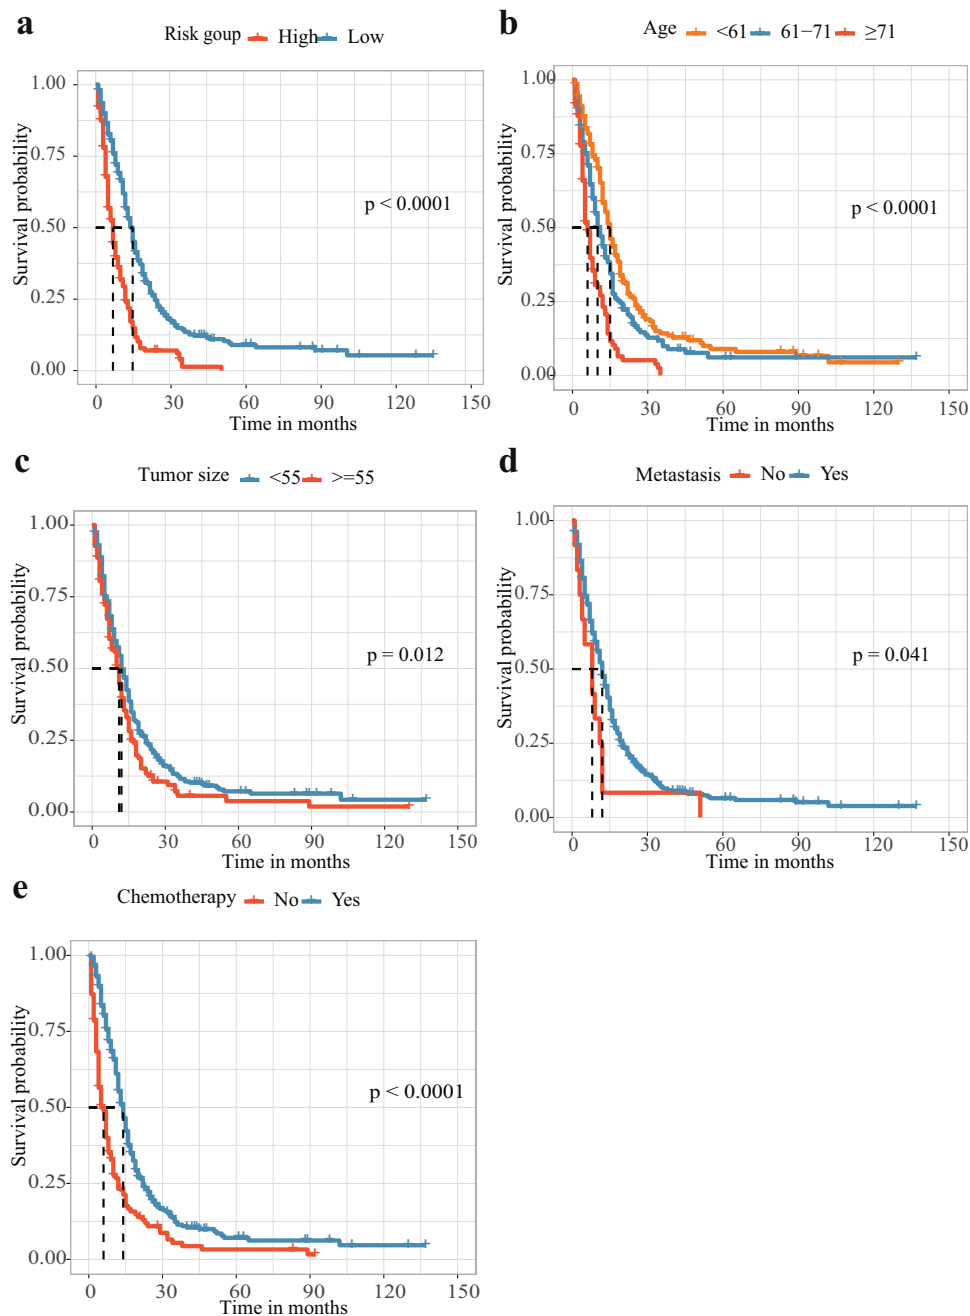 a
Risk goup High Low
Survival probability
1.00
0.75
0.50
0.25
0.00
p < 0.0001
0 30 60 90 120 150
Time in months
b
Age <61 61−71 ≥71
Survival probability
1.00
0.75
0.50
0.25
0.00
p < 0.0001
0 30 60 90 120 150
Time in months
c
Tumor size <55 >=55
Survival probability
1.00
0.75
0.50
0.25
0.00
p = 0.012
0 30 60 90 120 150
Time in months
d
Metastasis No Yes
Survival probability
1.00
0.75
0.50
0.25
0.00
p = 0.041
0 30 60 90 120 150
Time in months
e
Chemotherapy No Yes
Survival probability
1.00
0.75
0.50
0.25
0.00
p < 0.0001
0 30 60 90 120 150
Time in months